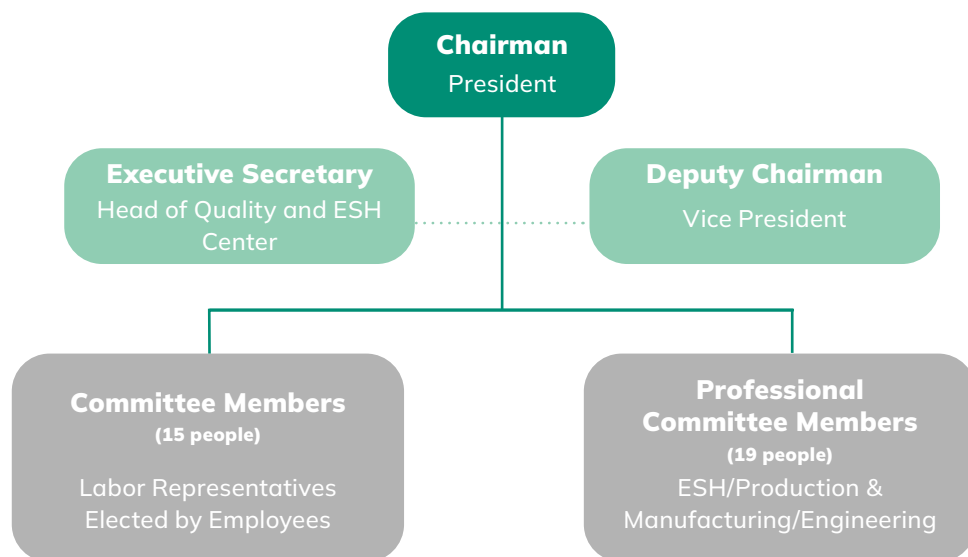 Chairman
President
Executive Secretary
Head of Quality and ESH
Center
Deputy Chairman
Vice President
Committee Members
(15 people)
Labor Representatives
Elected by Employees
Professional
Committee Members
(19 people)
ESH/Production &
Manufacturing/Engineering